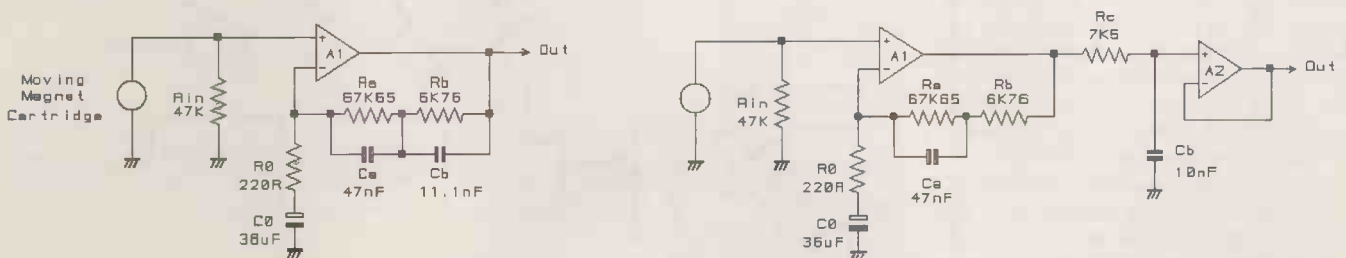 Moving
Magnet
Cartridge
Rin
47K
A1
Out
Ra
67K65
Rb
6K76
R0
220R
Ca
47nF
Cb
11.1nF
C0
36uF
Rin
47K
A1
Ra
67K65
Rb
6K76
R0
220R
Ca
47nF
C0
36uF
Rc
7K5
A2
Out
Cb
10nF